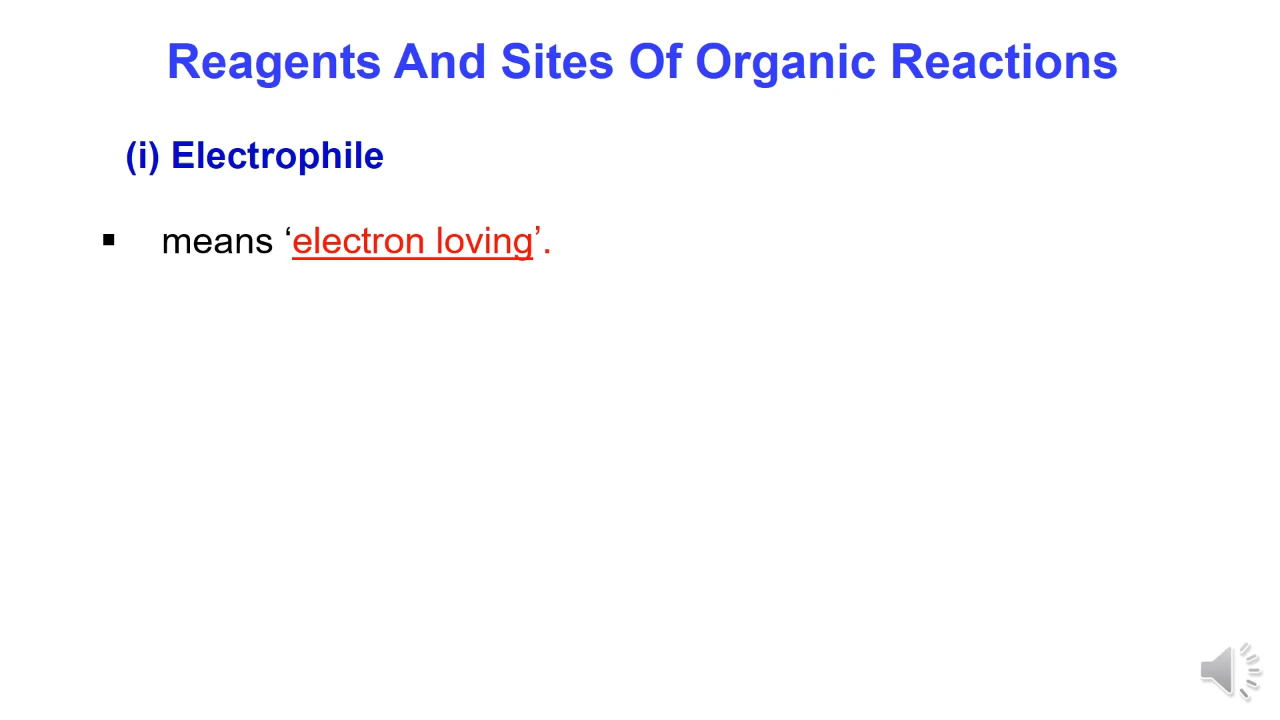 Reagents And Sites Of Organic Reactions
(i) Electrophile
▪ means ‘electron loving’.